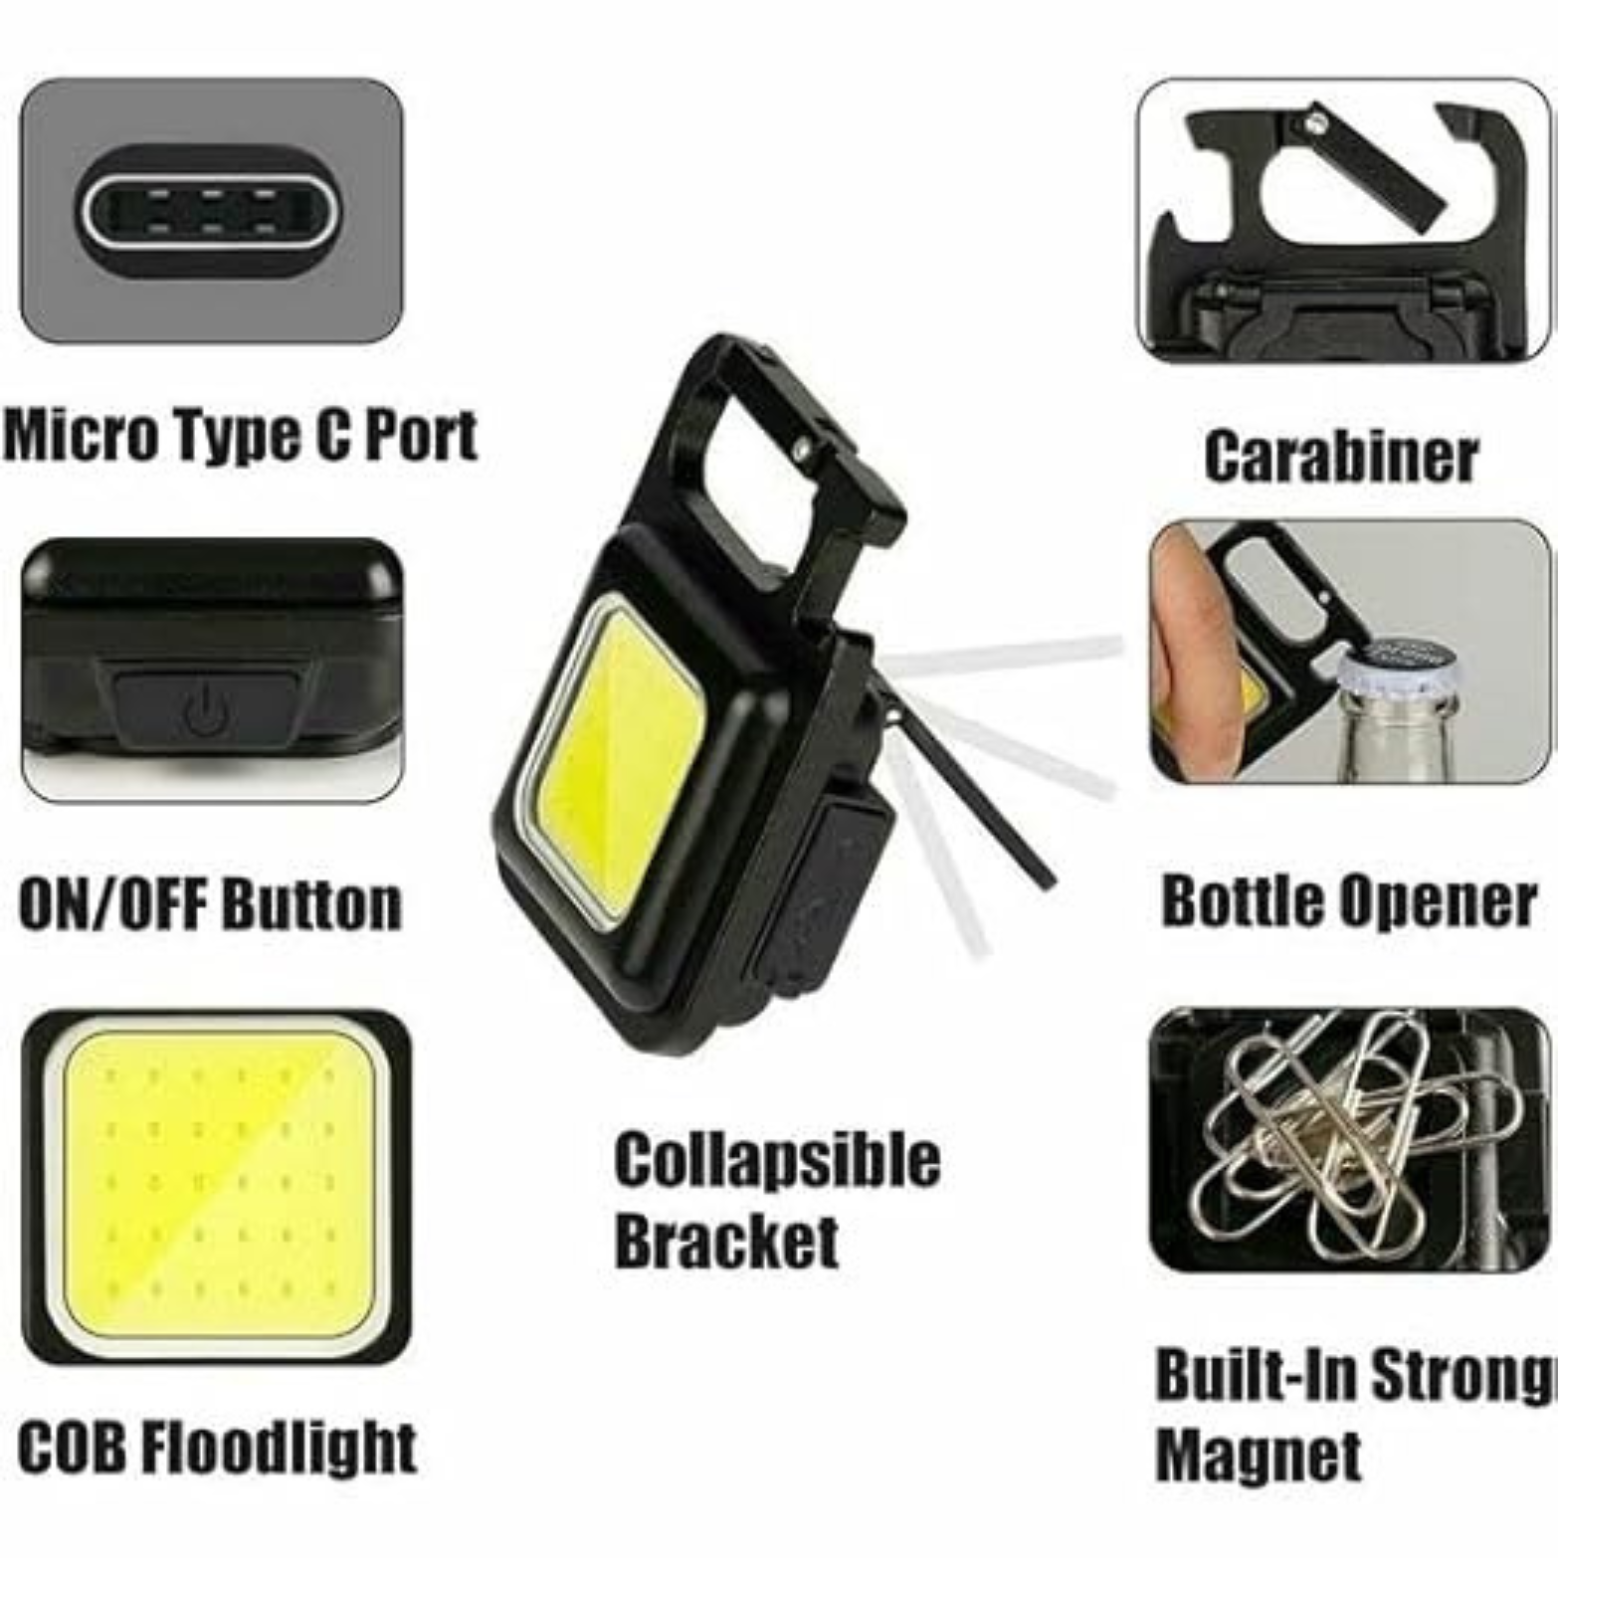 Micro Type C Port
Carabiner
ON/OFF Button
Bottle Opener
COB Floodlight
Collapsible
Bracket
Built-In Strong
Magnet